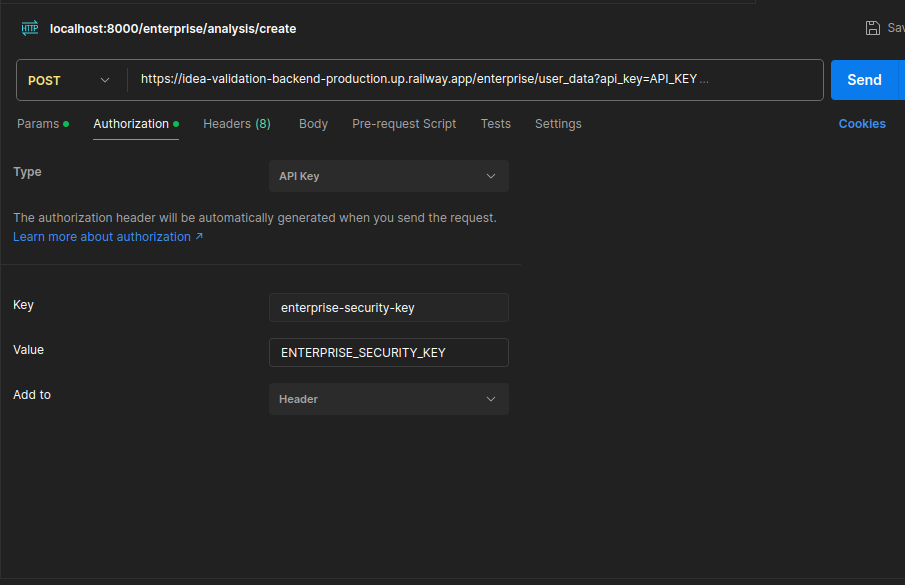 HTTP localhost:8000/enterprise/analysis/create
Sav
POST https://idea-validation-backend-production.up.railway.app/enterprise/user_data?api_key=API_KEY ... Send
Params Authorization Headers (8) Body Pre-request Script Tests Settings Cookies
Type API Key
The authorization header will be automatically generated when you send the request.
Learn more about authorization ↗
Key enterprise-security-key
Value ENTERPRISE_SECURITY_KEY
Add to Header